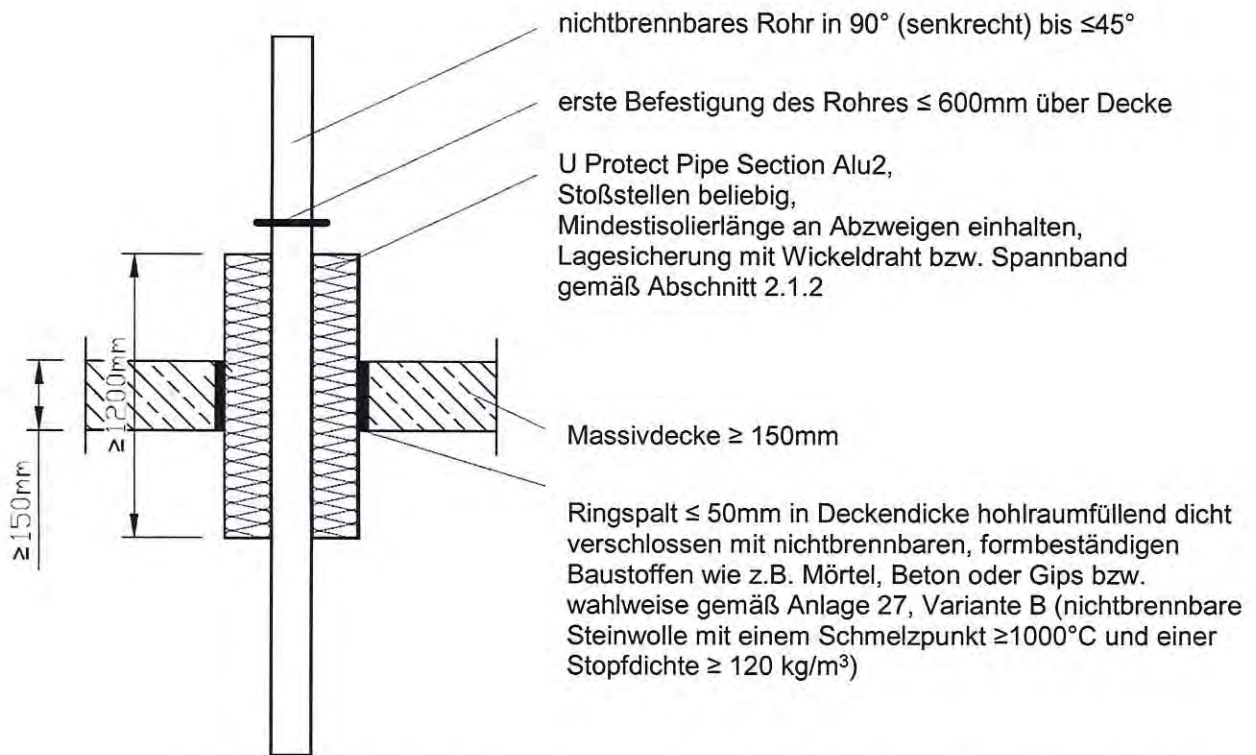 nichtbrennbares Rohr in 90° (senkrecht) bis ≤45°
erste Befestigung des Rohres ≤ 600mm über Decke
U Protect Pipe Section Alu2,
Stoßstellen beliebig,
Mindestisolierlänge an Abzweigen einhalten,
Lagesicherung mit Wickeldraht bzw. Spannband
gemäß Abschnitt 2.1.2
≥1200mm
≥150mm
Massivdecke ≥ 150mm
Ringspalt ≤ 50mm in Deckendicke hohlraumfüllend dicht
verschlossen mit nichtbrennbaren, formbeständigen
Baustoffen wie z.B. Mörtel, Beton oder Gips bzw.
wahlweise gemäß Anlage 27, Variante B (nichtbrennbare
Steinwolle mit einem Schmelzpunkt ≥1000°C und einer
Stopfdichte ≥ 120 kg/m³)